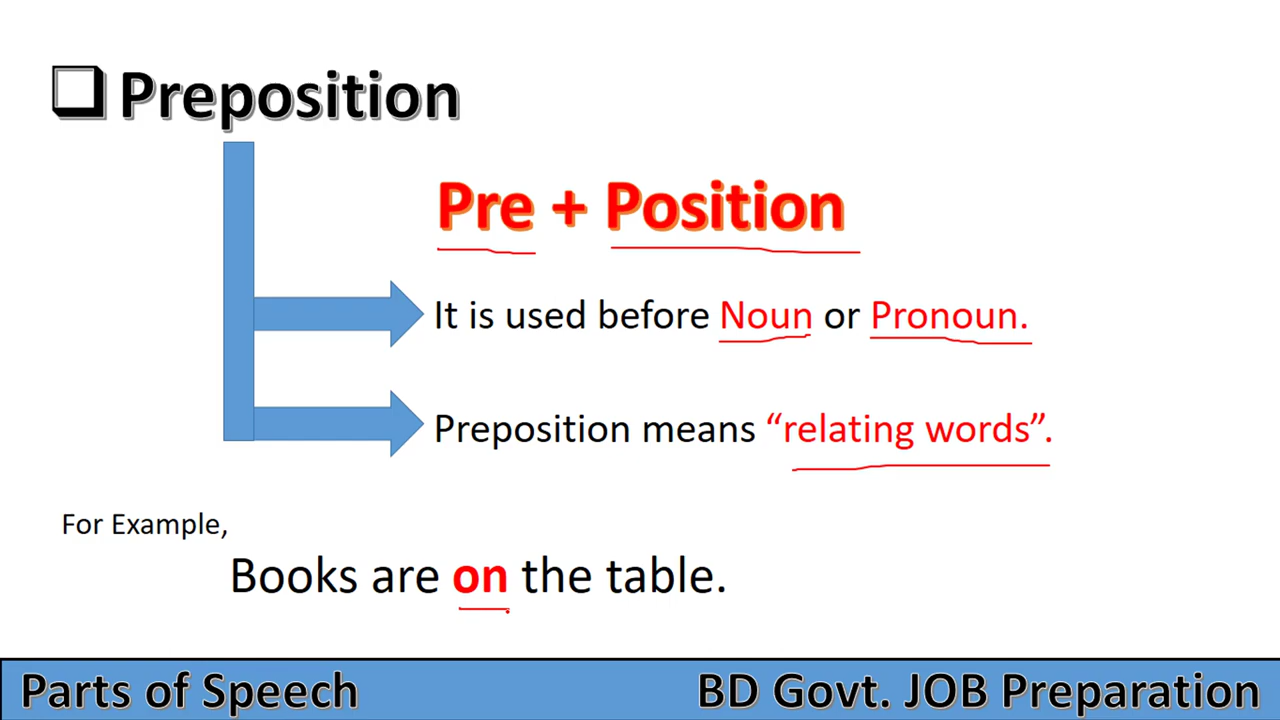 Preposition
Pre + Position
It is used before Noun or Pronoun.
Preposition means “relating words”.
For Example,
Books are on the table.
Parts of Speech
BD Govt. JOB Preparation